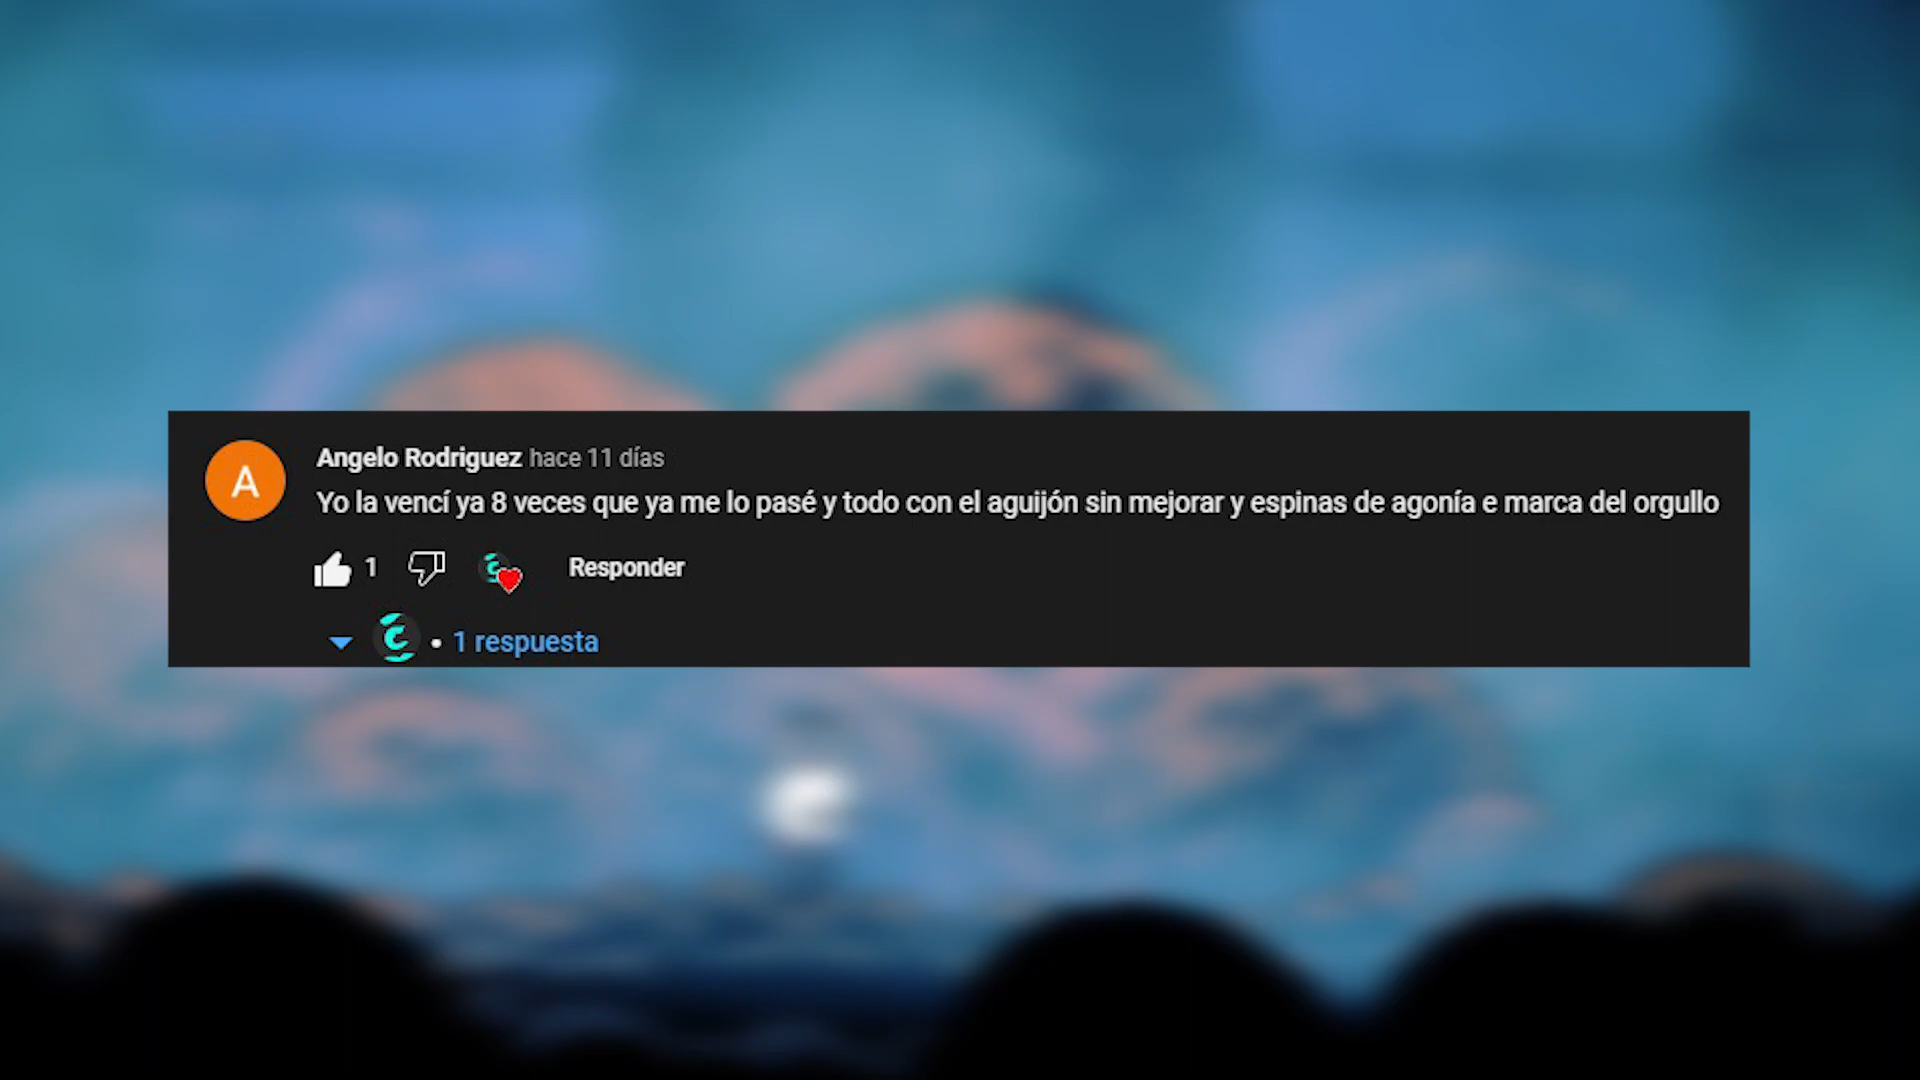 A
Angelo Rodriguez hace 11 días
Yo la vencí ya 8 veces que ya me lo pasé y todo con el aguijón sin mejorar y espinas de agonía e marca del orgullo
1 Responder
• 1 respuesta